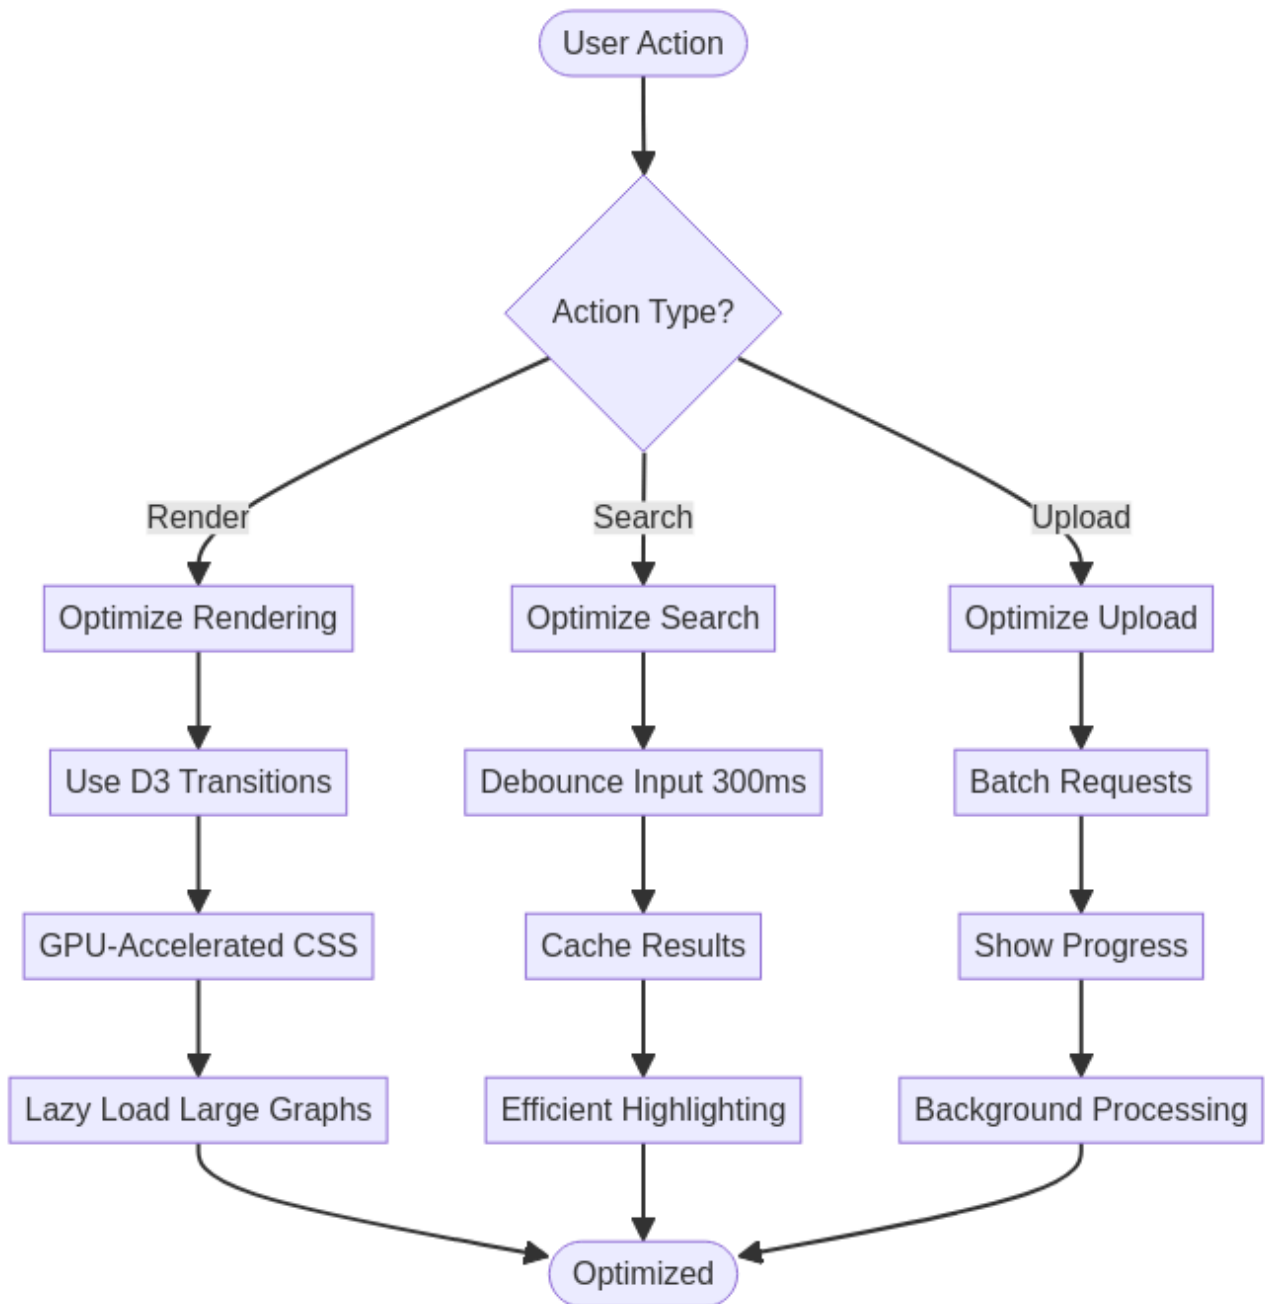 User Action
Action Type?
Render
Search
Upload
Optimize Rendering
Optimize Search
Optimize Upload
Use D3 Transitions
Debounce Input 300ms
Batch Requests
GPU-Accelerated CSS
Cache Results
Show Progress
Lazy Load Large Graphs
Efficient Highlighting
Background Processing
Optimized